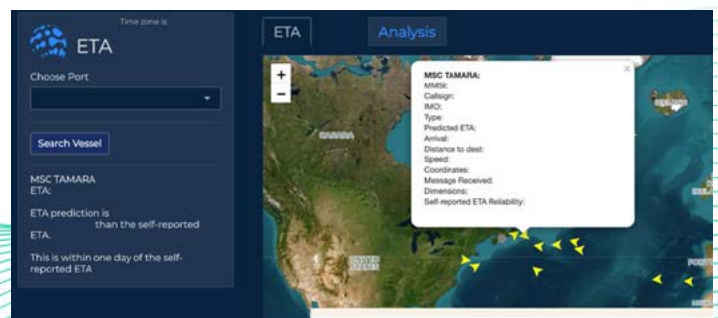 Time zone is
ETA
Choose Port
Search Vessel
MSC TAMARA
ETA:
ETA prediction is
than the self-reported
ETA.
This is within one day of the self-
reported ETA
ETA
Analysis
+
−
MSC TAMARA:
MMSI:
Callsign:
IMO:
Type:
Predicted ETA:
Arrival:
Distance to dest:
Speed:
Coordinates:
Message Received:
Dimensions:
Self-reported ETA Reliability:
×
CANADA
ICELAND
UNITED
STATES